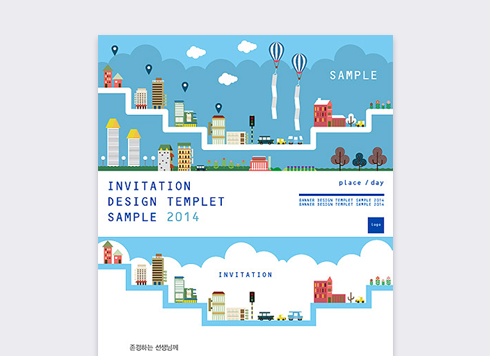 SAMPLE
INVITATION
DESIGN TEMPLET
SAMPLE 2014
place / day
BANNER DESIGN TEMPLET SAMPLE 2014
BANNER DESIGN TEMPLET SAMPLE 2014
logo
INVITATION
존경하는 선생님께